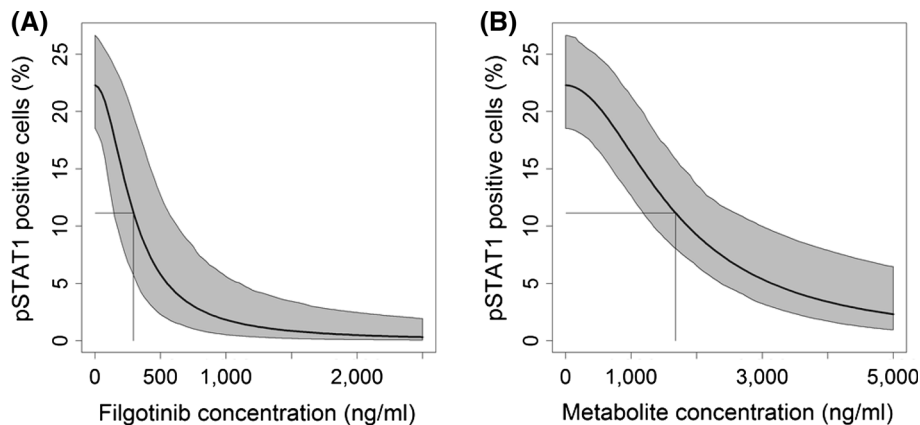 (A)
pSTAT1 positive cells (%)
25
20
15
10
5
0
0 500 1,000 2,000
Filgotinib concentration (ng/ml)
(B)
pSTAT1 positive cells (%)
25
20
15
10
5
0
0 1,000 3,000 5,000
Metabolite concentration (ng/ml)